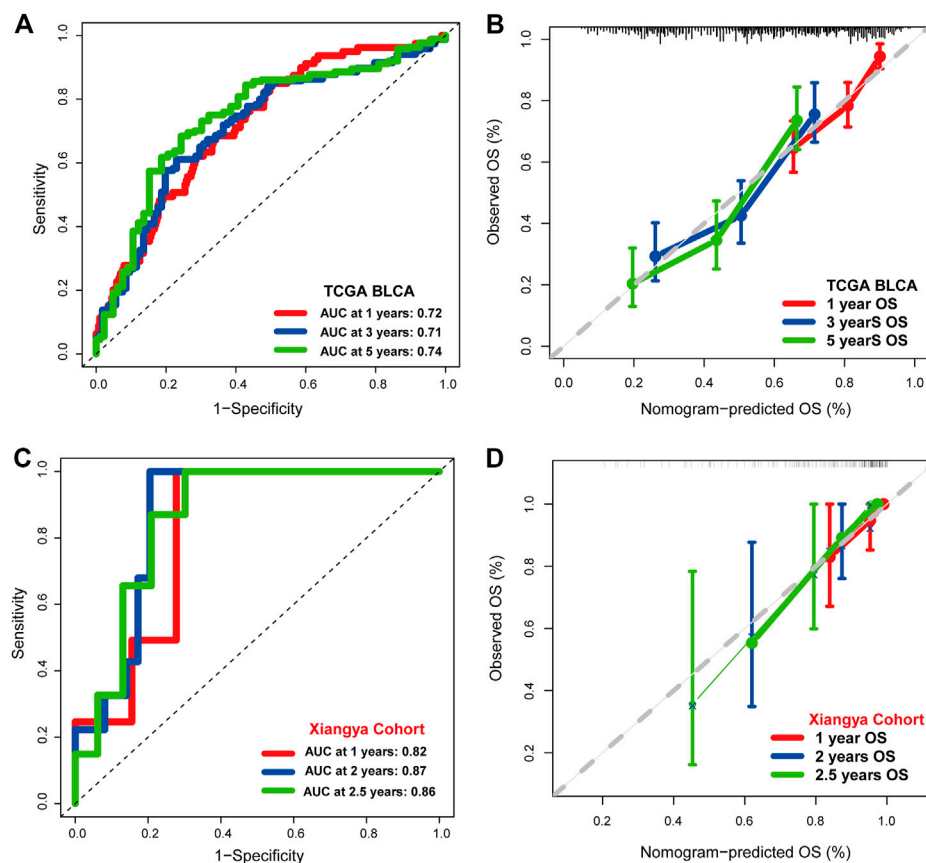 A
Sensitivity
1.0
0.8
0.6
0.4
0.2
0.0
TCGA BLCA
AUC at 1 years: 0.72
AUC at 3 years: 0.71
AUC at 5 years: 0.74
0.0 0.2 0.4 0.6 0.8 1.0
1-Specificity
B
Observed OS (%)
1.0
0.8
0.6
0.4
0.2
0.0
TCGA BLCA
1 year OS
3 yearS OS
5 yearS OS
0.0 0.2 0.4 0.6 0.8 1.0
Nomogram-predicted OS (%)
C
Sensitivity
1.0
0.8
0.6
0.4
0.2
0.0
Xiangya Cohort
AUC at 1 years: 0.82
AUC at 2 years: 0.87
AUC at 2.5 years: 0.86
0.0 0.2 0.4 0.6 0.8 1.0
1-Specificity
D
Observed OS (%)
1.0
0.8
0.6
0.4
0.2
Xiangya Cohort
1 year OS
2 years OS
2.5 years OS
0.2 0.4 0.6 0.8 1.0
Nomogram-predicted OS (%)